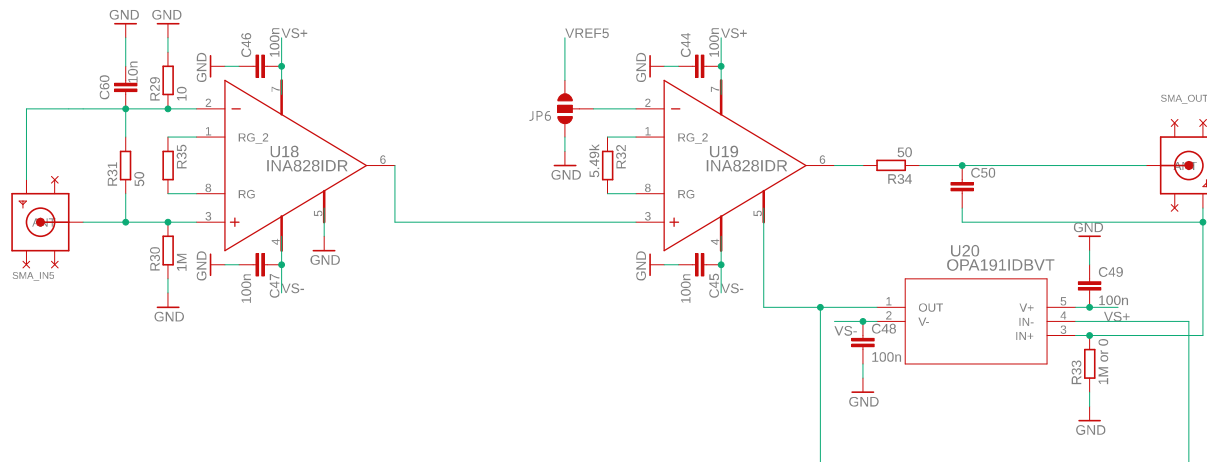 GND
GND
C60
10n
R29
10
C46
100n
VS+
GND
7
2
1
RG_2
U18
INA828IDR
6
R31
50
R35
8
RG
3
5
4
ANT
SMA_IN5
R30
1M
GND
GND
100n
C47
VS-
GND
GND
VREF5
JP6
GND
C44
100n
VS+
GND
7
2
1
RG_2
U19
INA828IDR
6
5.49k
R32
8
RG
3
5
4
GND
100n
C45
VS-
50
R34
C50
SMA_OUT
ANT
GND
U20
OPA191IDBVT
C49
100n
VS+
1
OUT
V+
5
2
V-
IN-
4
IN+
3
VS-
C48
100n
GND
R33
1M or 0
GND